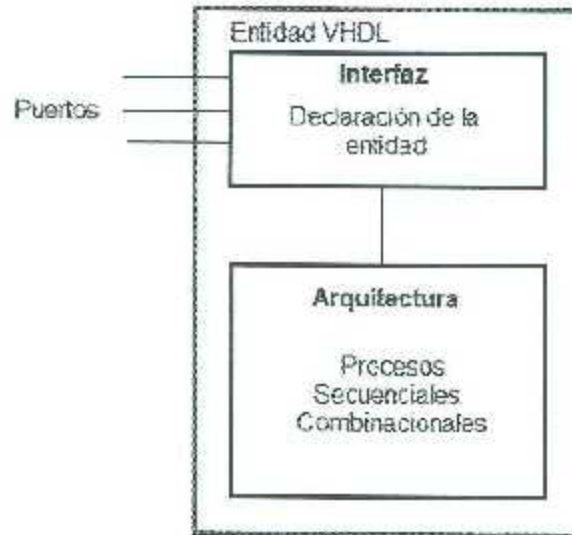 Entidad VHDL
Interfaz
Puertos
Declaración de la
entidad
Arquitectura
Procesos
Secuenciales
Combinacionales